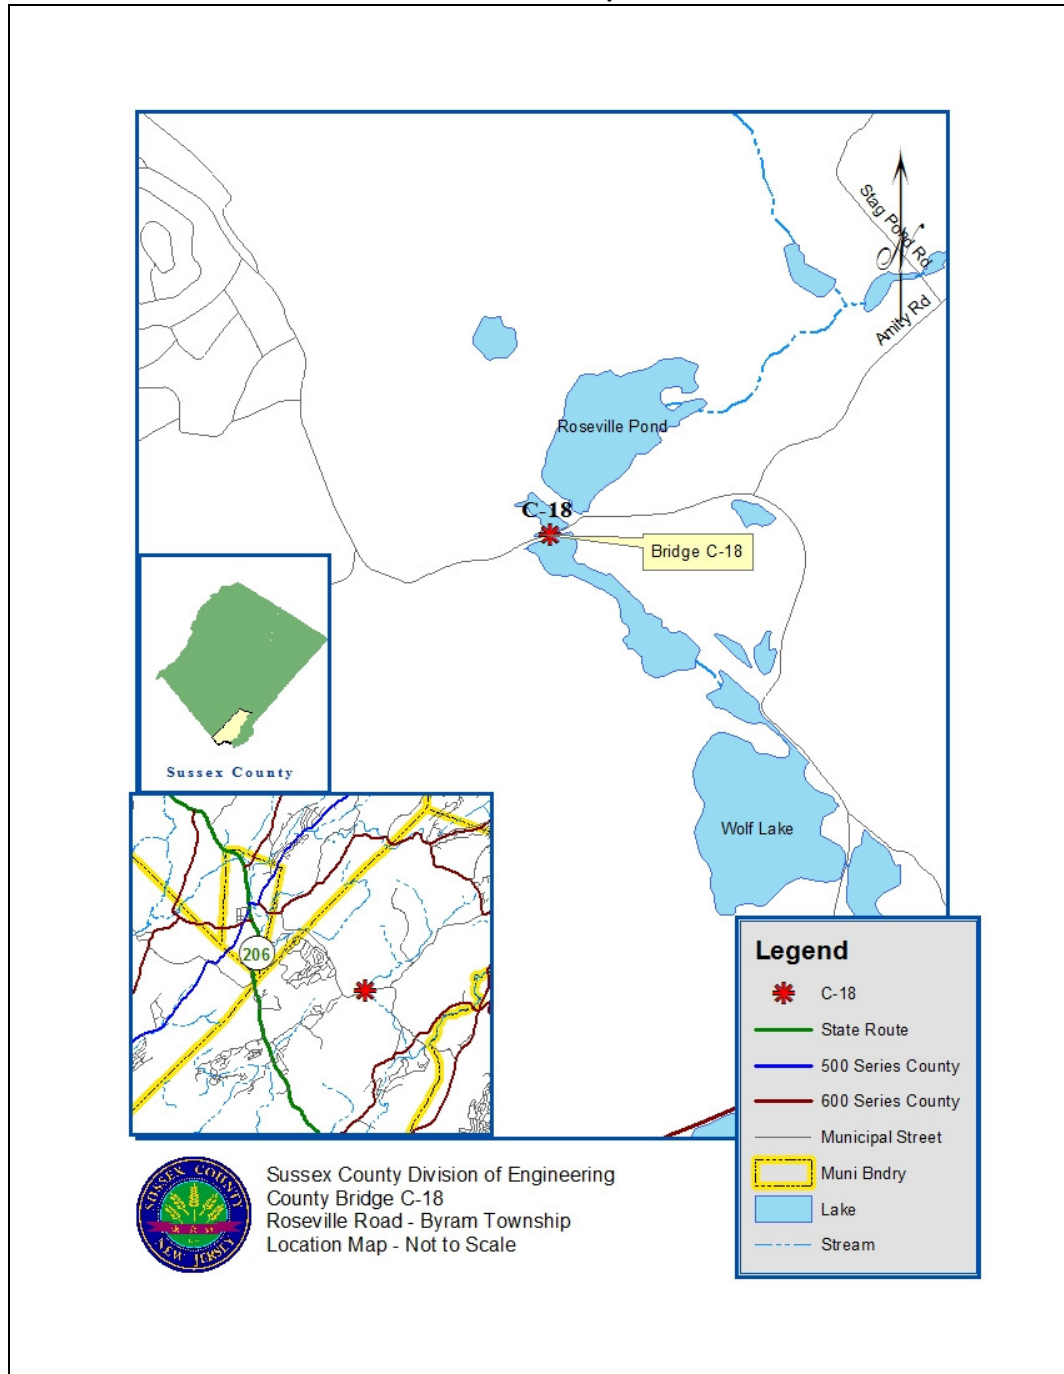 Stag Pond Rd
N
Amity Rd
Roseville Pond
C-18
Bridge C-18
Sussex County
Wolf Lake
206
Legend
C-18
State Route
500 Series County
600 Series County
Municipal Street
Muni Bndry
Lake
Stream
SUSSEX COUNTY
NEW JERSEY
Sussex County Division of Engineering
County Bridge C-18
Roseville Road - Byram Township
Location Map - Not to Scale